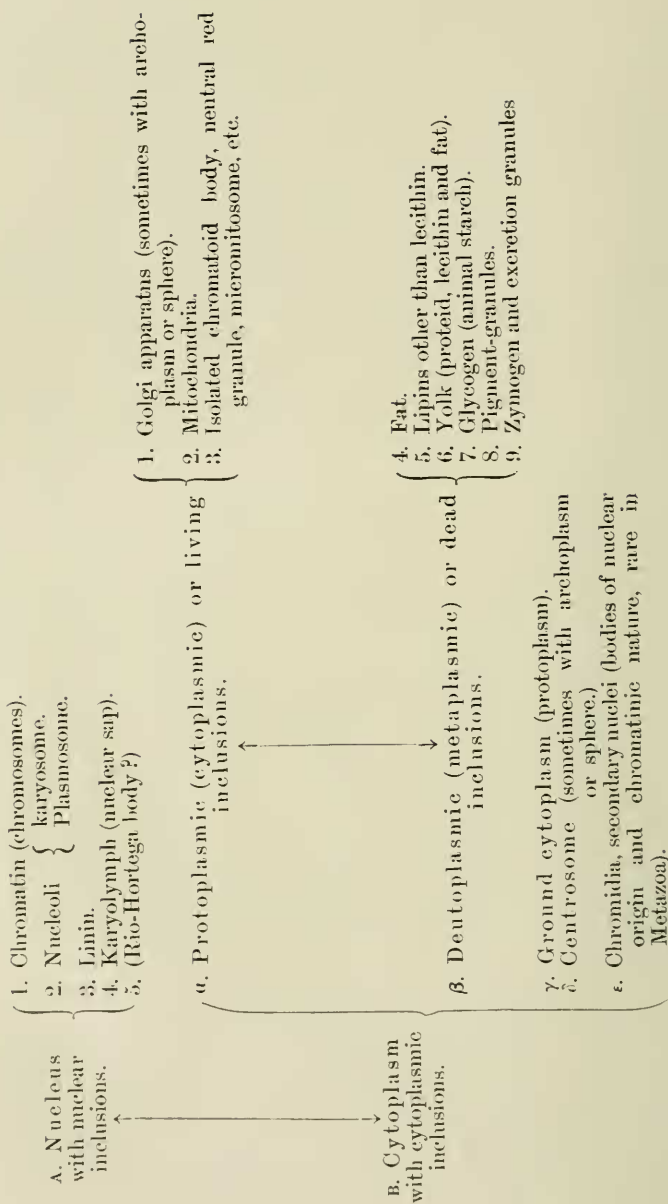 A. Nucleus
with nuclear
inclusions.
1. Chromatin (chromosomes).
2. Nucleoli { karyosome.
Plasmosome.
3. Linin.
4. Karyolymph (nuclear sap).
5. (Rio-Hortega body ?)
B. Cytoplasm
with cytoplasmic
inclusions.
α. Protoplasmic (cytoplasmic) or living
inclusions.
1. Golgi apparatus (sometimes with archo-
plasm or sphere).
2. Mitochondria.
3. Isolated chromatoid body, neutral red
granule, micromitosome, etc.
β. Deutoplasmic (metaplasmic) or dead
inclusions.
4. Fat.
5. Lipins other than lecithin.
6. Yolk (proteid, lecithin and fat).
7. Glycogen (animal starch).
8. Pigment-granules.
9. Zymogen and excretion granules
γ. Ground cytoplasm (protoplasm).
δ. Centrosome (sometimes with archoplasm
or sphere.)
ε. Chromidia, secondary nuclei (bodies of nuclear
origin and chromatinic nature, rare in
Metazoa).